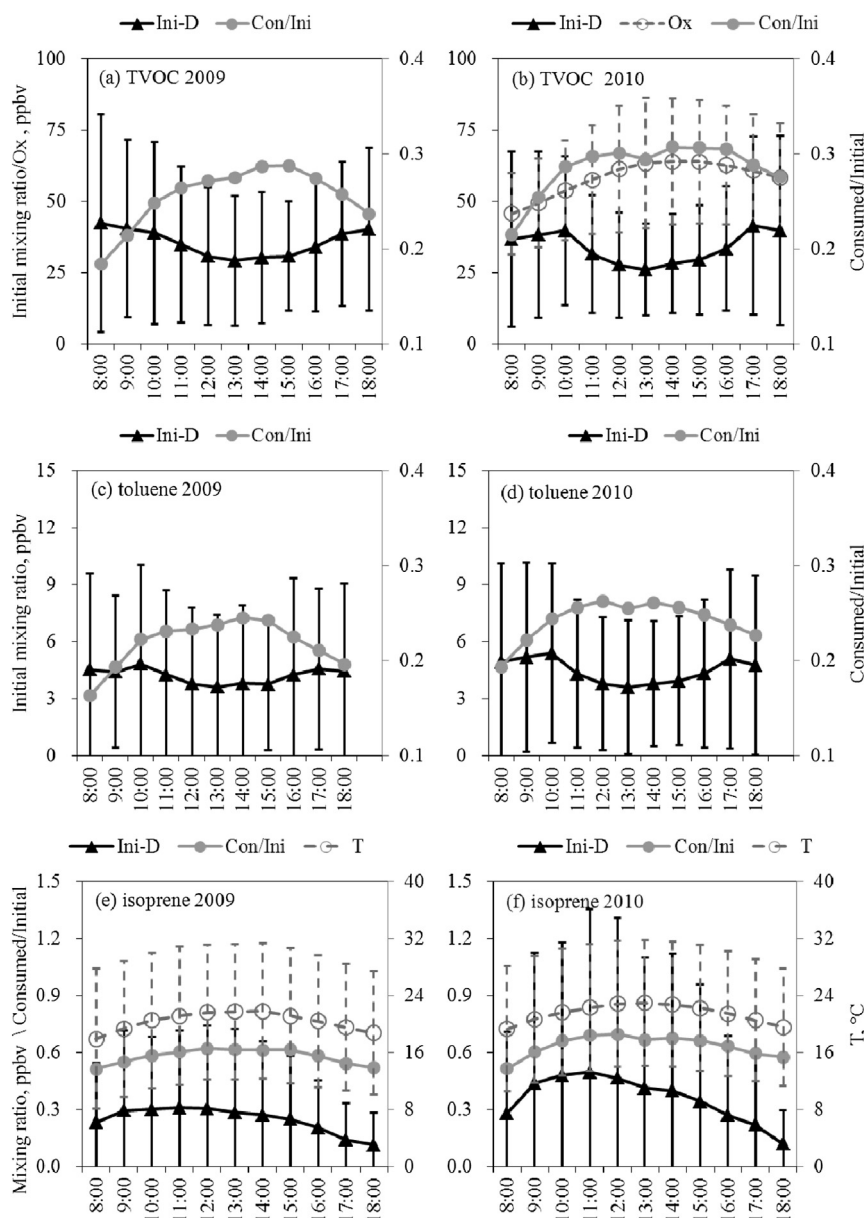 Ini-D Con/Ini
Ini-D Ox Con/Ini
(a) TVOC 2009
(b) TVOC 2010
Initial mixing ratio/Ox , ppbv
100
75
50
25
0
0.4
0.3
0.2
0.1
100
75
50
25
0
0.4
0.3
0.2
0.1
Consumed/Initial
8:00 9:00 10:00 11:00 12:00 13:00 14:00 15:00 16:00 17:00 18:00
8:00 9:00 10:00 11:00 12:00 13:00 14:00 15:00 16:00 17:00 18:00
Ini-D Con/Ini
Ini-D Con/Ini
(c) toluene 2009
(d) toluene 2010
Initial mixing ratio, ppbv
15
12
9
6
3
0
0.4
0.3
0.2
0.1
15
12
9
6
3
0
0.4
0.3
0.2
0.1
Consumed/Initial
8:00 9:00 10:00 11:00 12:00 13:00 14:00 15:00 16:00 17:00 18:00
8:00 9:00 10:00 11:00 12:00 13:00 14:00 15:00 16:00 17:00 18:00
Ini-D Con/Ini T
Ini-D Con/Ini T
(e) isoprene 2009
(f) isoprene 2010
Mixing ratio, ppbv \ Consumed/Initial
1.5
1.2
0.9
0.6
0.3
0.0
40
32
24
16
8
0
1.5
1.2
0.9
0.6
0.3
0.0
40
32
24
16
8
0
T, °C
8:00 9:00 10:00 11:00 12:00 13:00 14:00 15:00 16:00 17:00 18:00
8:00 9:00 10:00 11:00 12:00 13:00 14:00 15:00 16:00 17:00 18:00